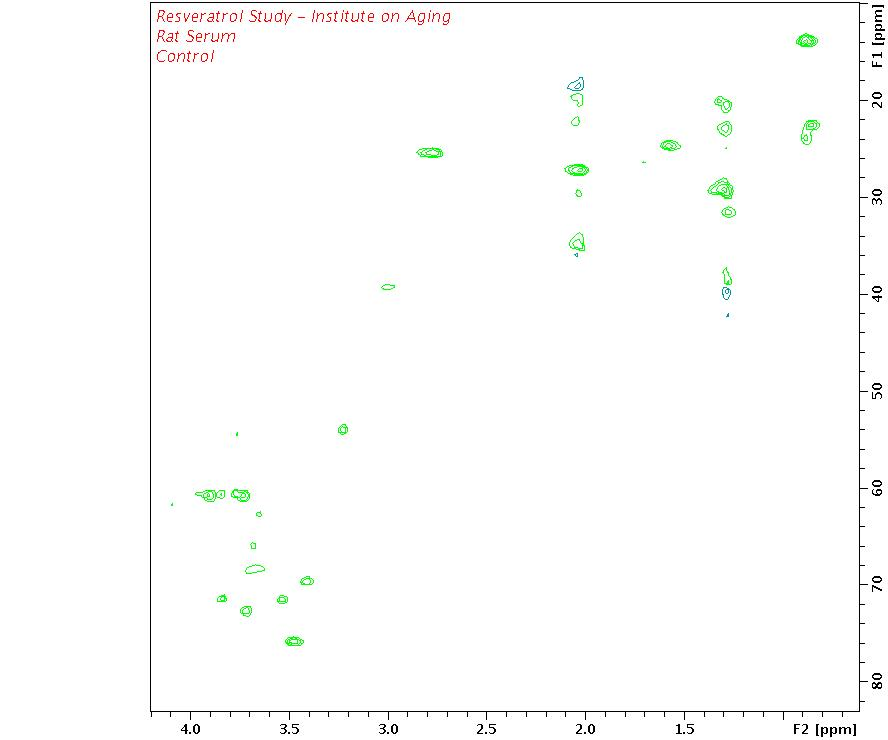 Resveratrol Study – Institute on Aging
Rat Serum
Control
F1 [ppm]
20
30
40
50
60
70
80
4.0 3.5 3.0 2.5 2.0 1.5 F2 [ppm]